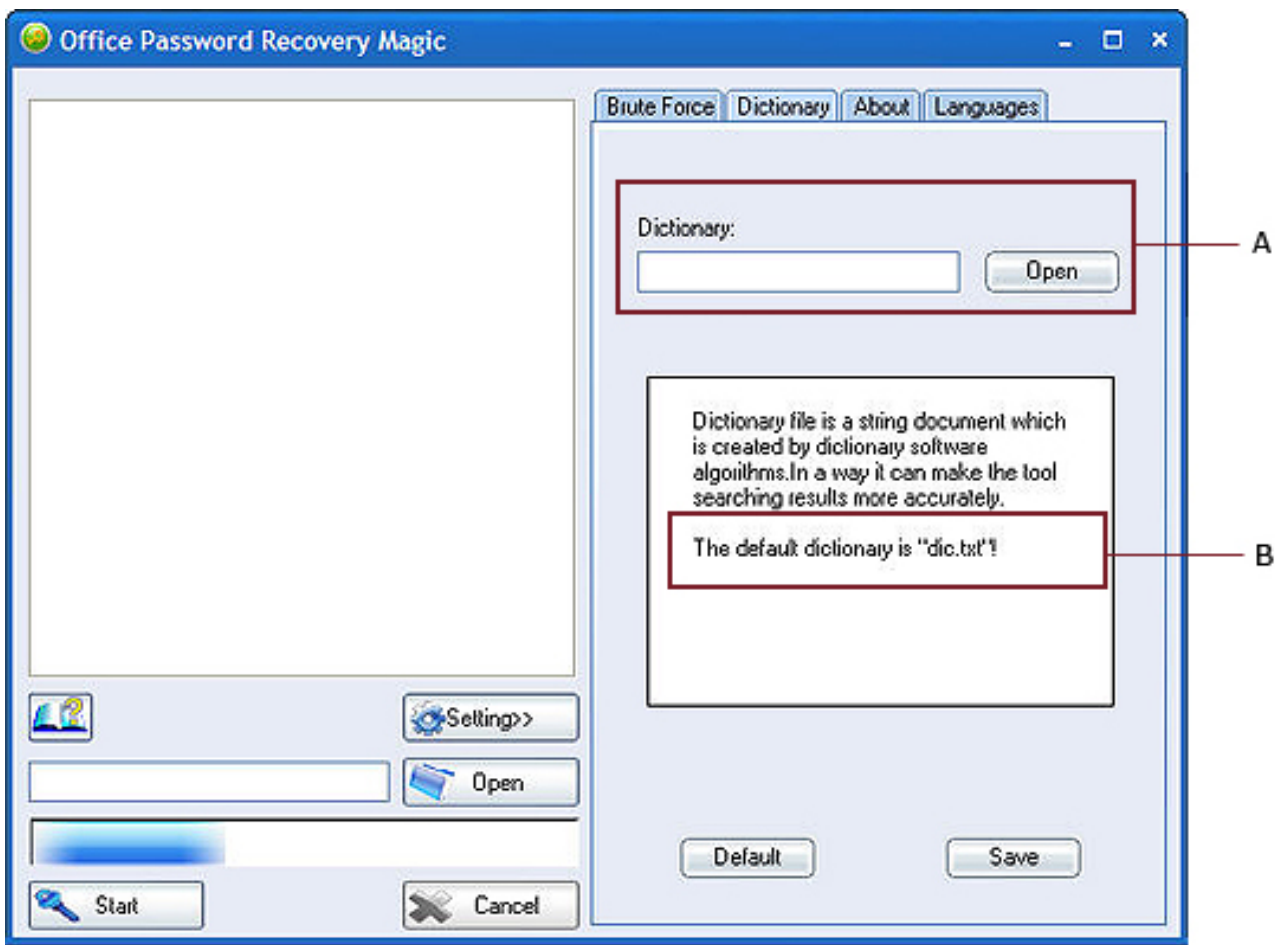 Office Password Recovery Magic
Brute Force Dictionary About Languages
Dictionary:
Open
A
Dictionary file is a string document which
is created by dictionary software
algorithms.In a way it can make the tool
searching results more accurately.
The default dictionary is "dic.txt"!
B
Setting>>
Open
Default Save
Start Cancel